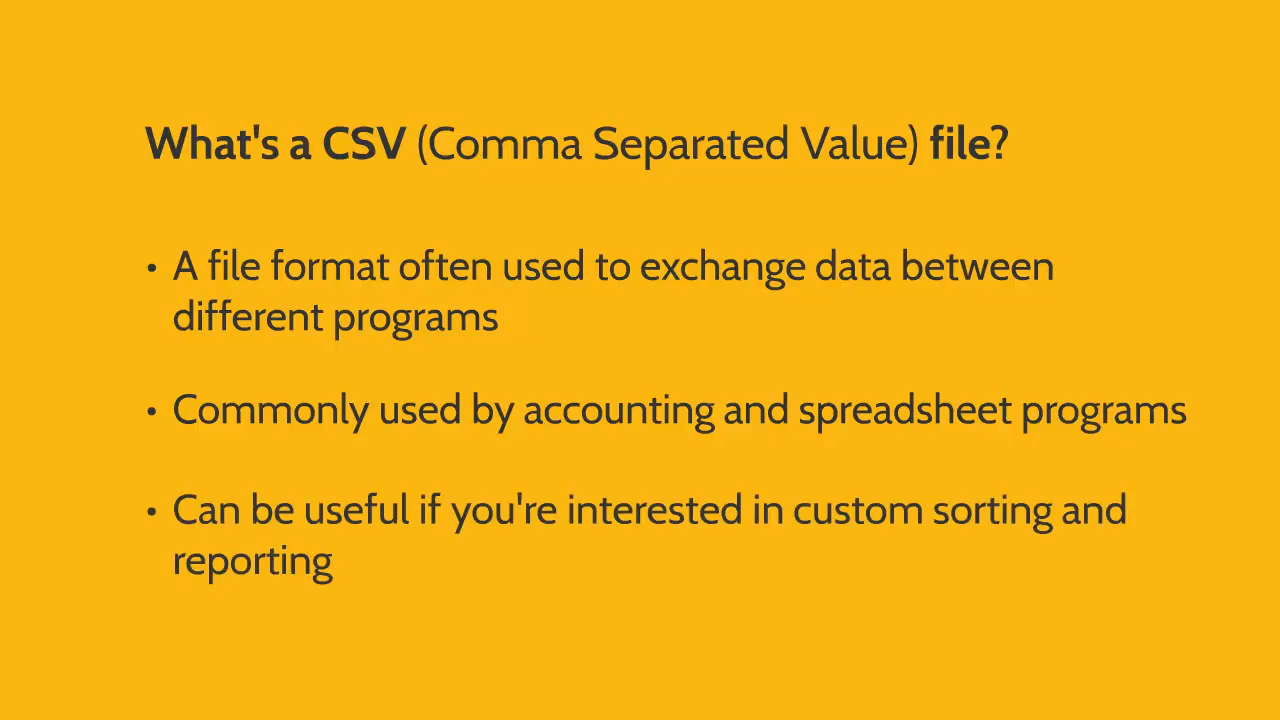 What's a CSV (Comma Separated Value) file?
• A file format often used to exchange data between
different programs
• Commonly used by accounting and spreadsheet programs
• Can be useful if you're interested in custom sorting and
reporting